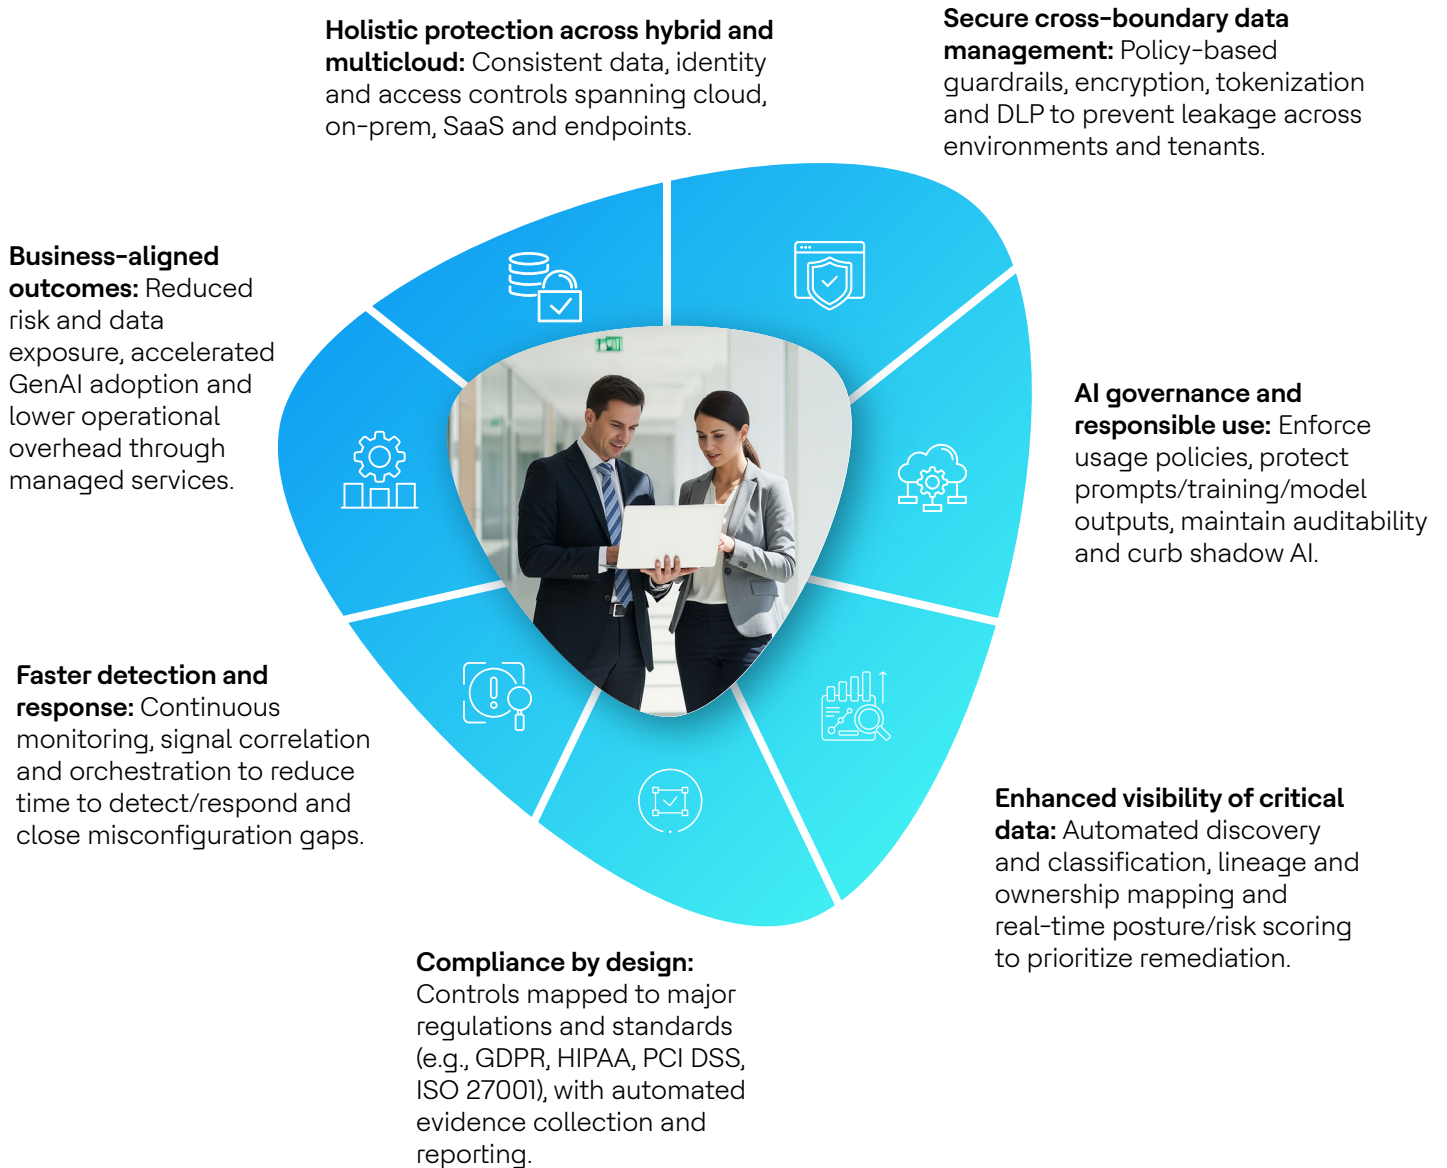 Holistic protection across hybrid and
multicloud: Consistent data, identity
and access controls spanning cloud,
on-prem, SaaS and endpoints.
Secure cross-boundary data
management: Policy-based
guardrails, encryption, tokenization
and DLP to prevent leakage across
environments and tenants.
Business-aligned
outcomes: Reduced
risk and data
exposure, accelerated
GenAI adoption and
lower operational
overhead through
managed services.
AI governance and
responsible use: Enforce
usage policies, protect
prompts/training/model
outputs, maintain auditability
and curb shadow AI.
Faster detection and
response: Continuous
monitoring, signal correlation
and orchestration to reduce
time to detect/respond and
close misconfiguration gaps.
Enhanced visibility of critical
data: Automated discovery
and classification, lineage and
ownership mapping and
real-time posture/risk scoring
to prioritize remediation.
Compliance by design:
Controls mapped to major
regulations and standards
(e.g., GDPR, HIPAA, PCI DSS,
ISO 27001), with automated
evidence collection and
reporting.